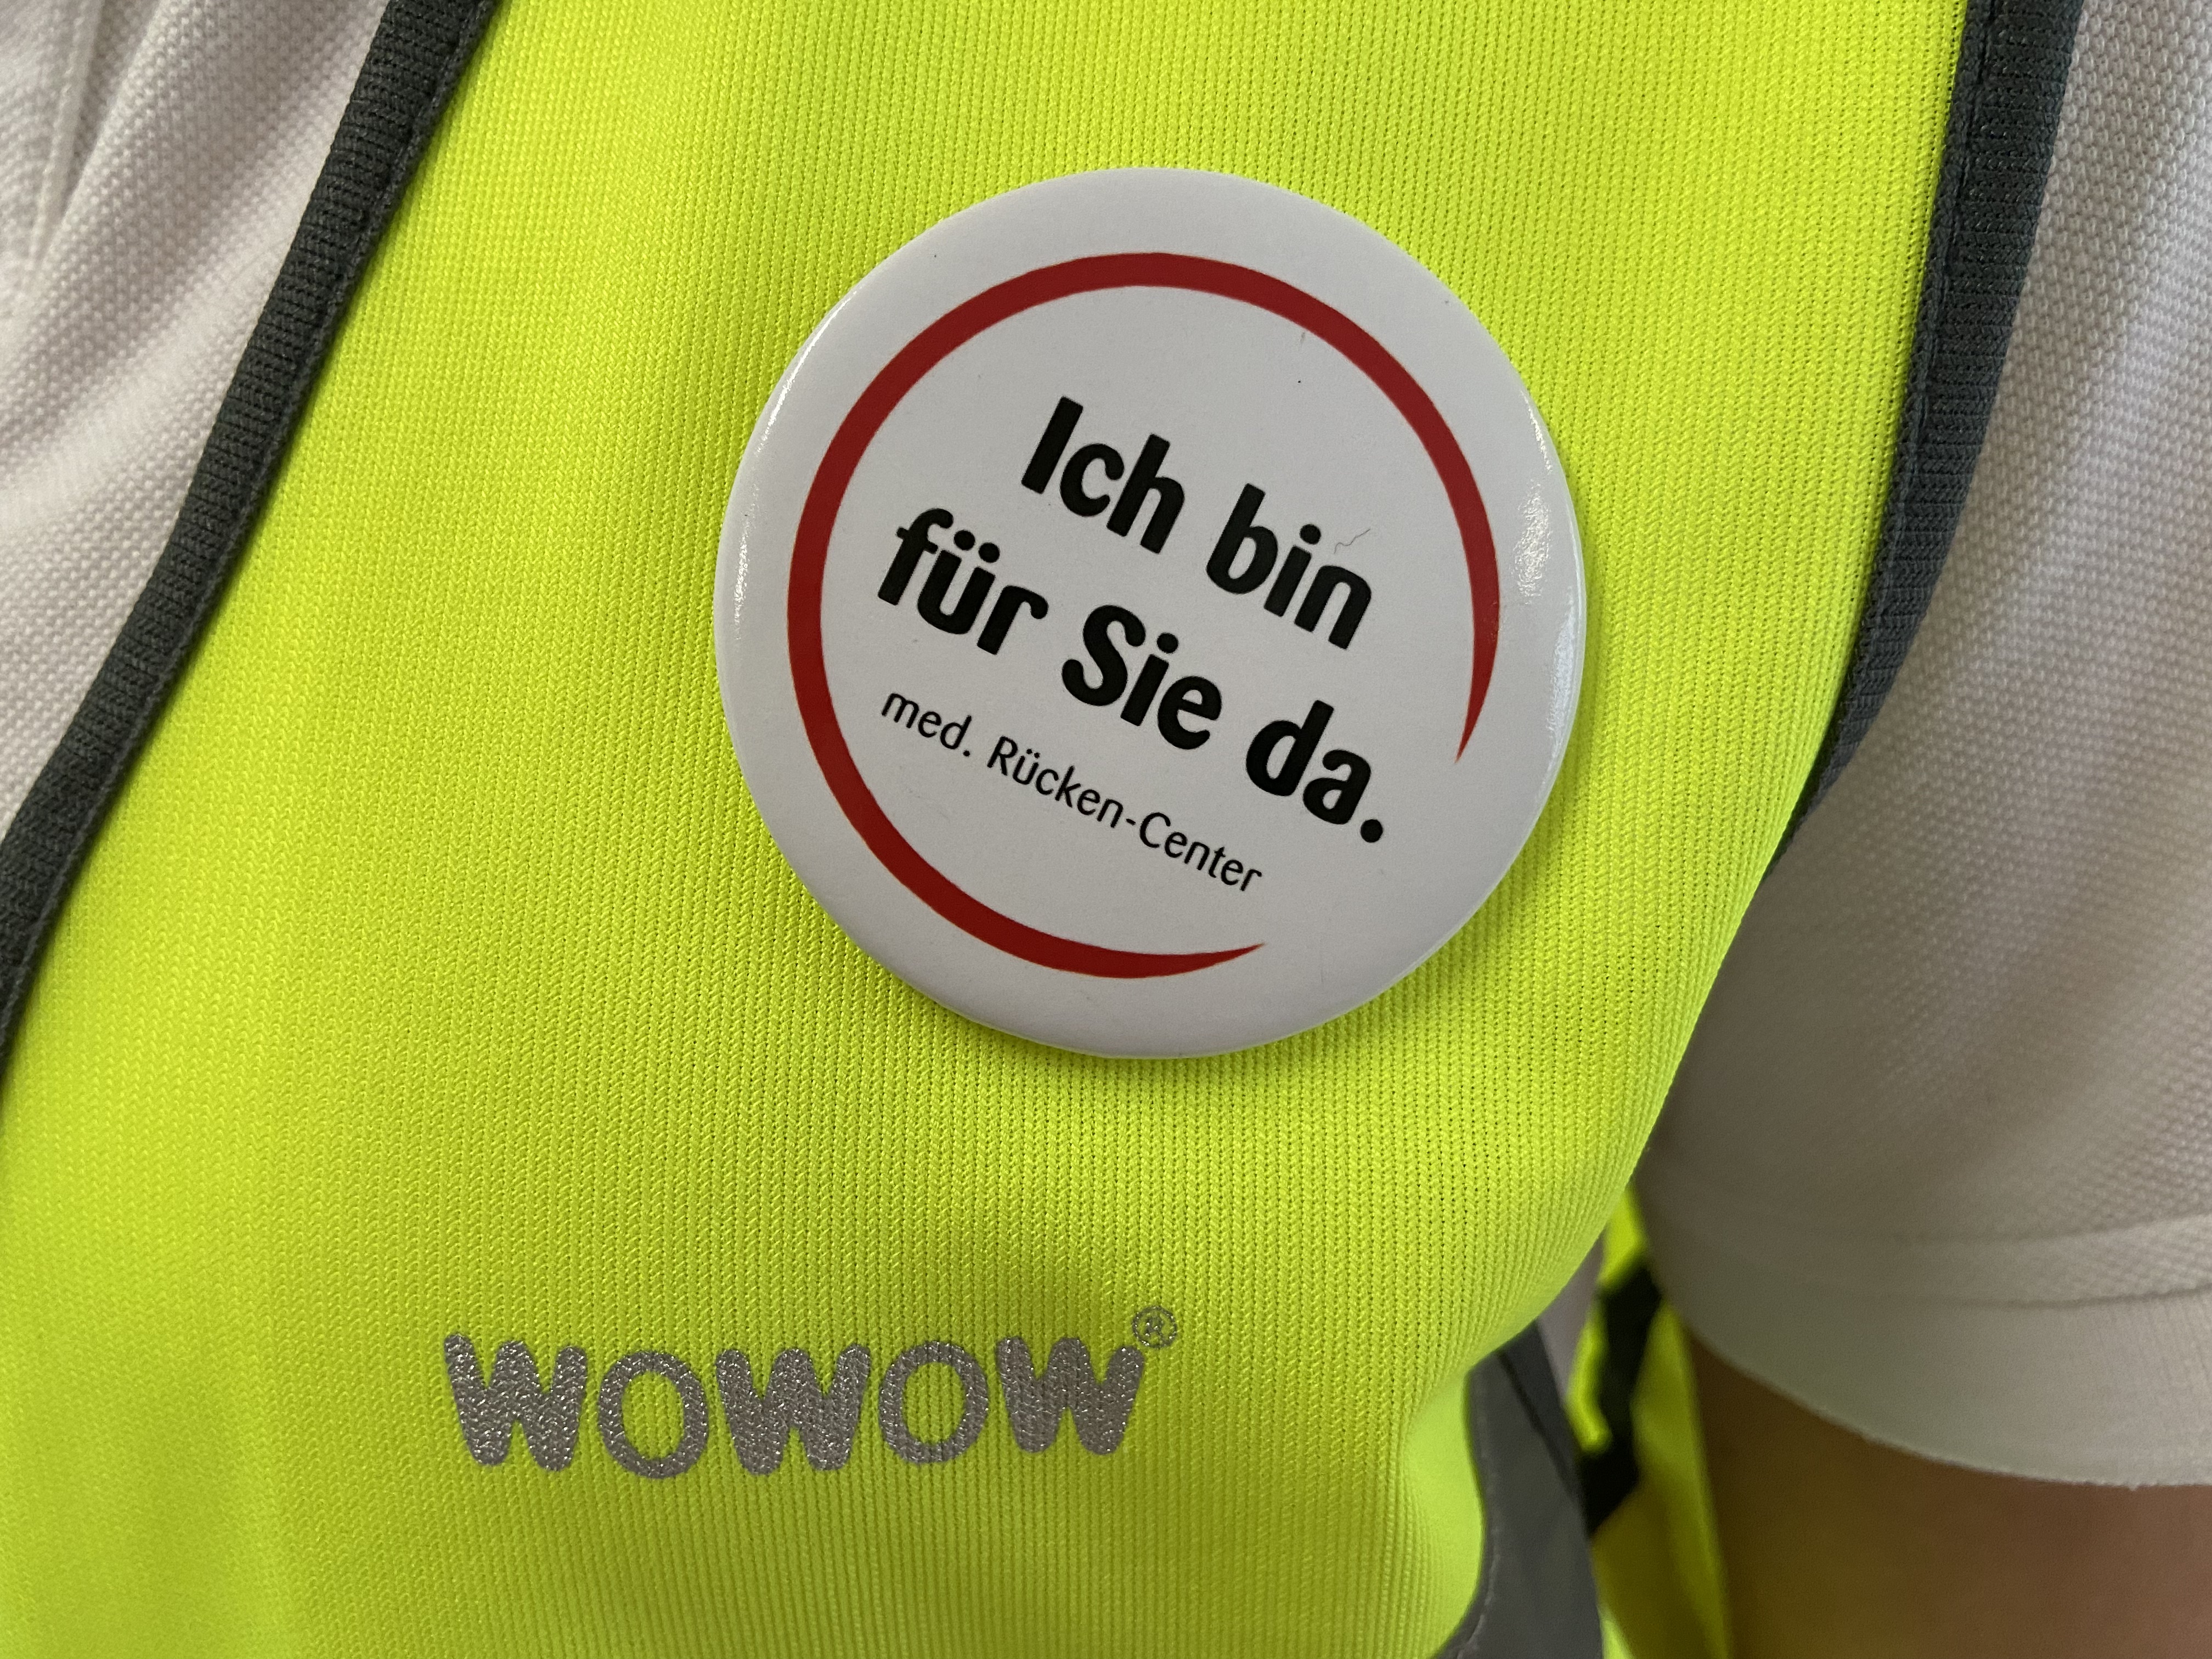 Ich bin
für Sie da.
med. Rücken-Center
WOWOW®